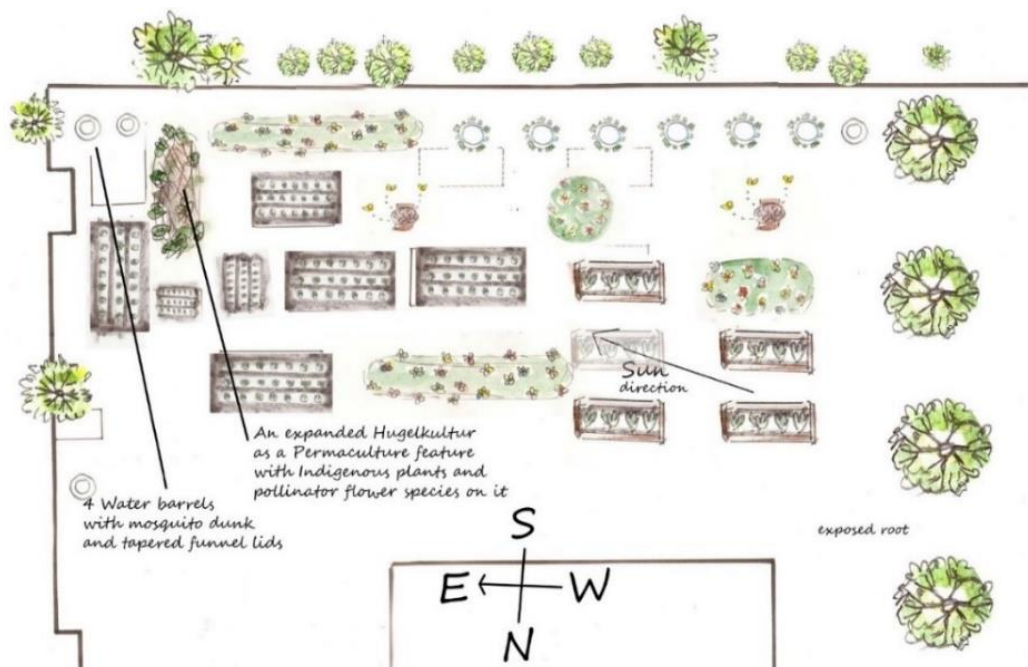 Sun
direction
An expanded Hugelkultur
as a Permaculture feature
with Indigenous plants and
pollinator flower species on it
4 Water barrels
with mosquito dunk
and tapered funnel lids
exposed root
S
E W
N